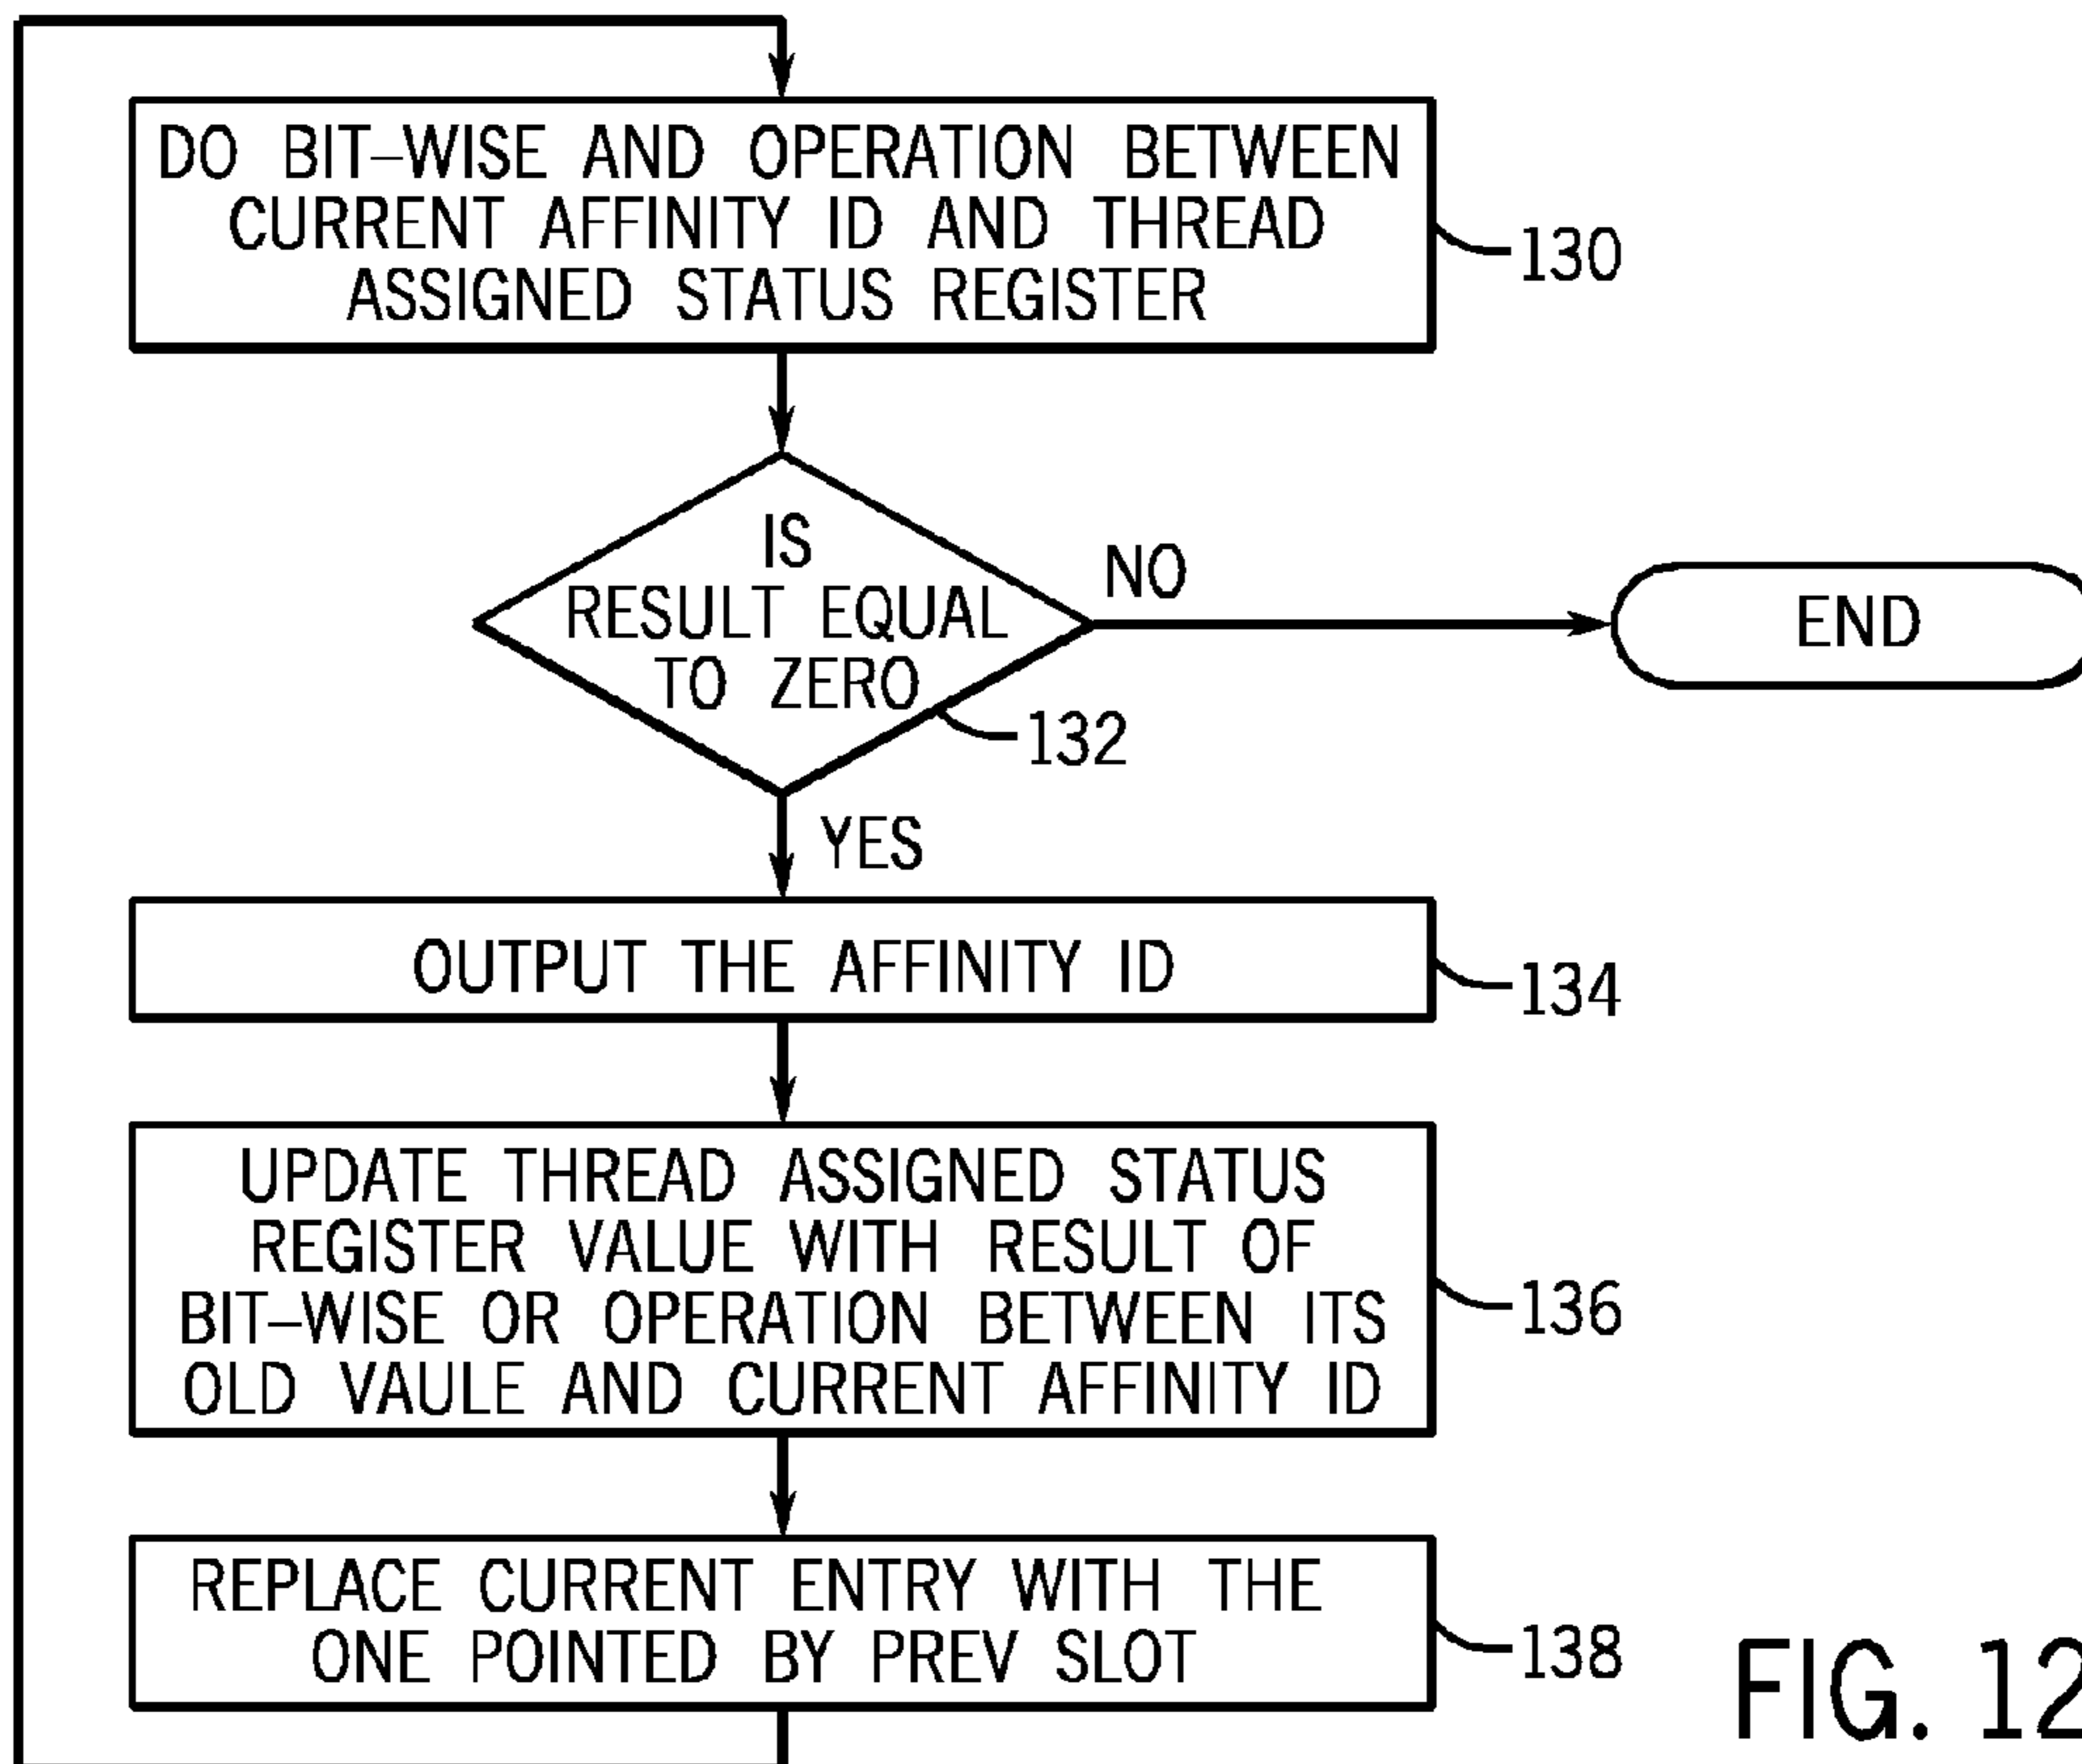 DO BIT-WISE AND OPERATION BETWEEN
CURRENT AFFINITY ID AND THREAD
ASSIGNED STATUS REGISTER
130
IS
RESULT EQUAL
TO ZERO
NO
END
132
YES
OUTPUT THE AFFINITY ID
134
UPDATE THREAD ASSIGNED STATUS
REGISTER VALUE WITH RESULT OF
BIT-WISE OR OPERATION BETWEEN ITS
OLD VAULE AND CURRENT AFFINITY ID
136
REPLACE CURRENT ENTRY WITH THE
ONE POINTED BY PREV SLOT
138
FIG. 12